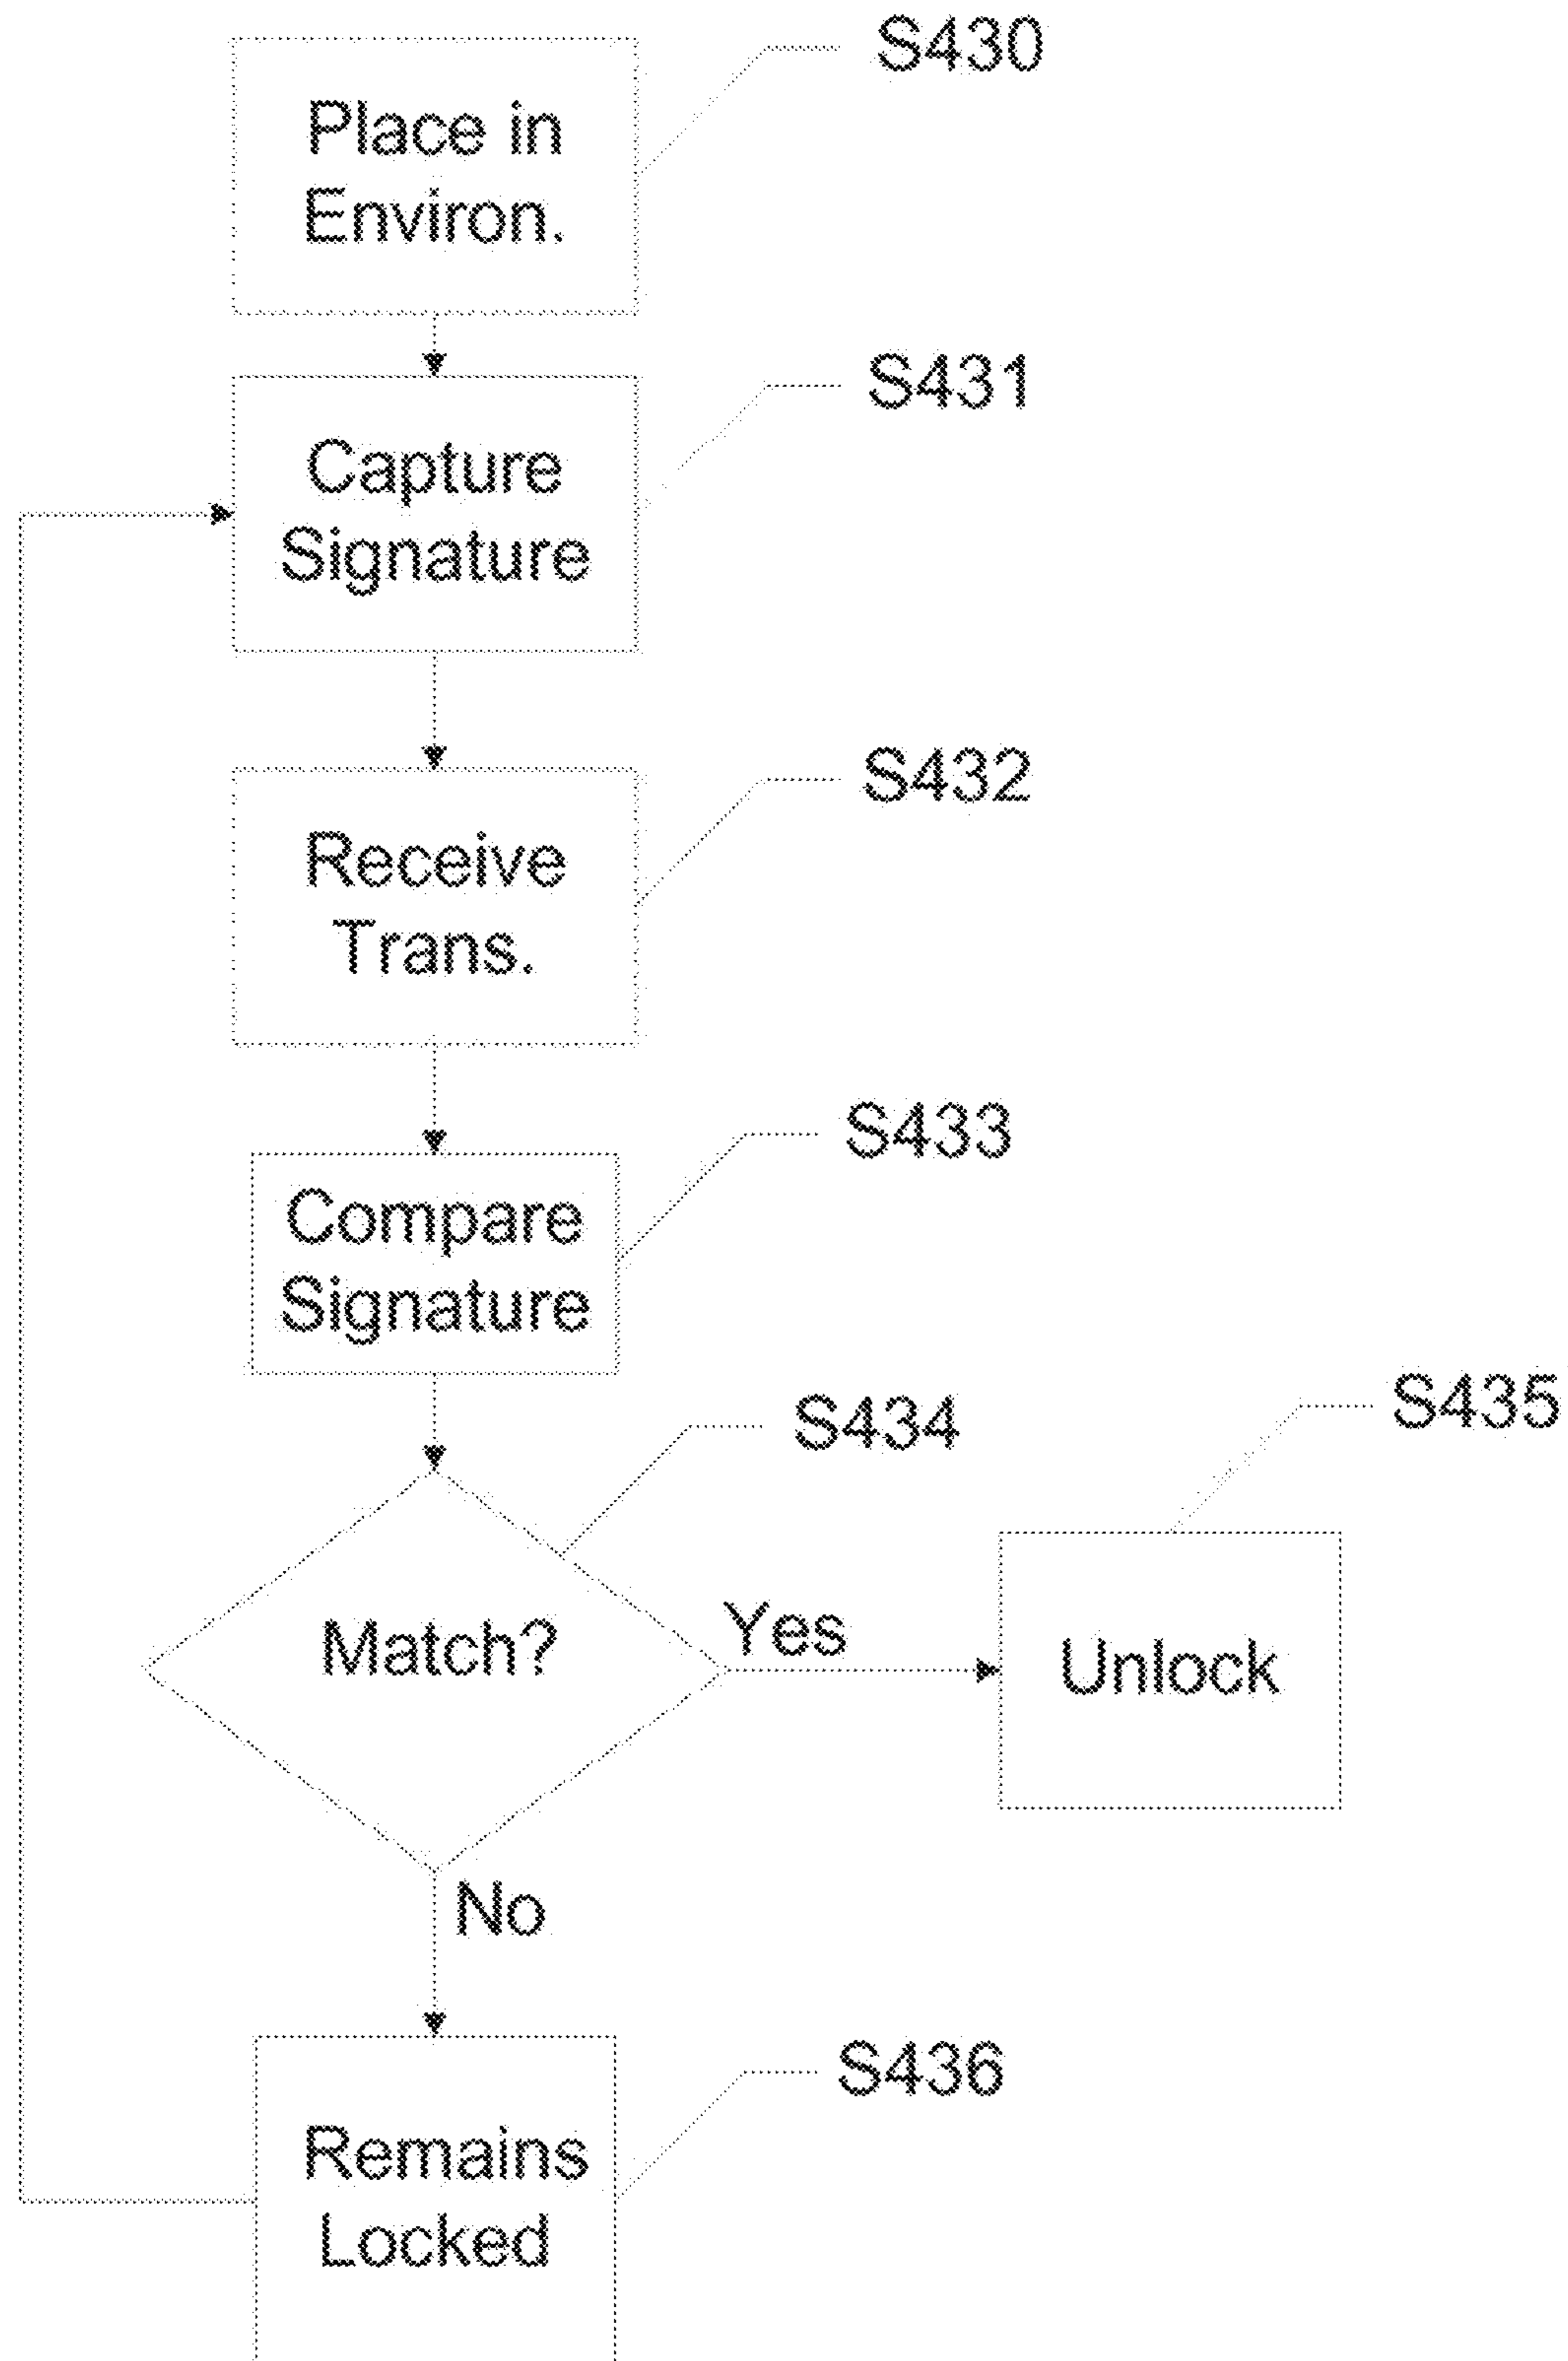 S430
Place in
Environ.
S431
Capture
Signature
S432
Receive
Trans.
S433
Compare
Signature
S434
S435
Match?
Yes
Unlock
No
S436
Remains
Locked